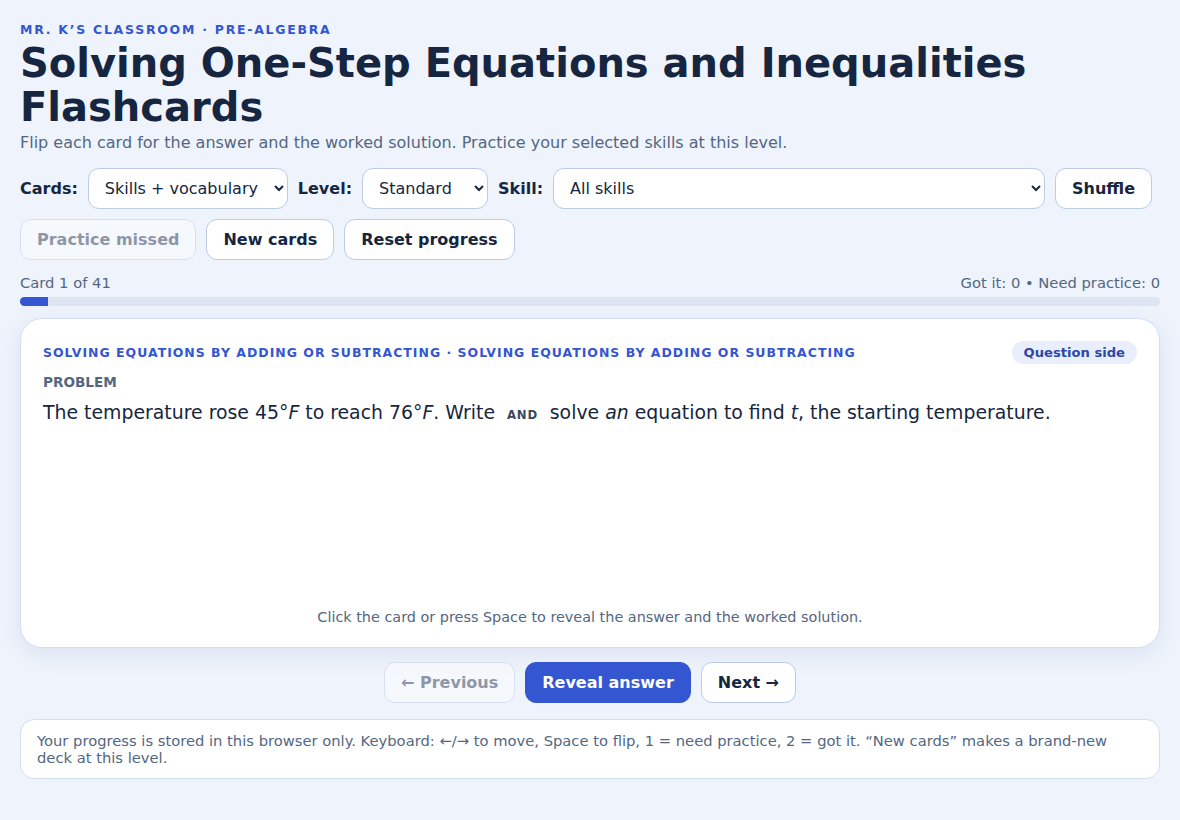 MR. K'S CLASSROOM · PRE-ALGEBRA
Solving One-Step Equations and Inequalities
Flashcards
Flip each card for the answer and the worked solution. Practice your selected skills at this level.
Cards: Skills + vocabulary Level: Standard Skill: All skills Shuffle
Practice missed New cards Reset progress
Card 1 of 41 Got it: 0 • Need practice: 0
SOLVING EQUATIONS BY ADDING OR SUBTRACTING · SOLVING EQUATIONS BY ADDING OR SUBTRACTING Question side
PROBLEM
The temperature rose 45°F to reach 76°F. Write AND solve an equation to find t, the starting temperature.
Click the card or press Space to reveal the answer and the worked solution.
← Previous Reveal answer Next →
Your progress is stored in this browser only. Keyboard: ←/→ to move, Space to flip, 1 = need practice, 2 = got it. “New cards” makes a brand-new
deck at this level.